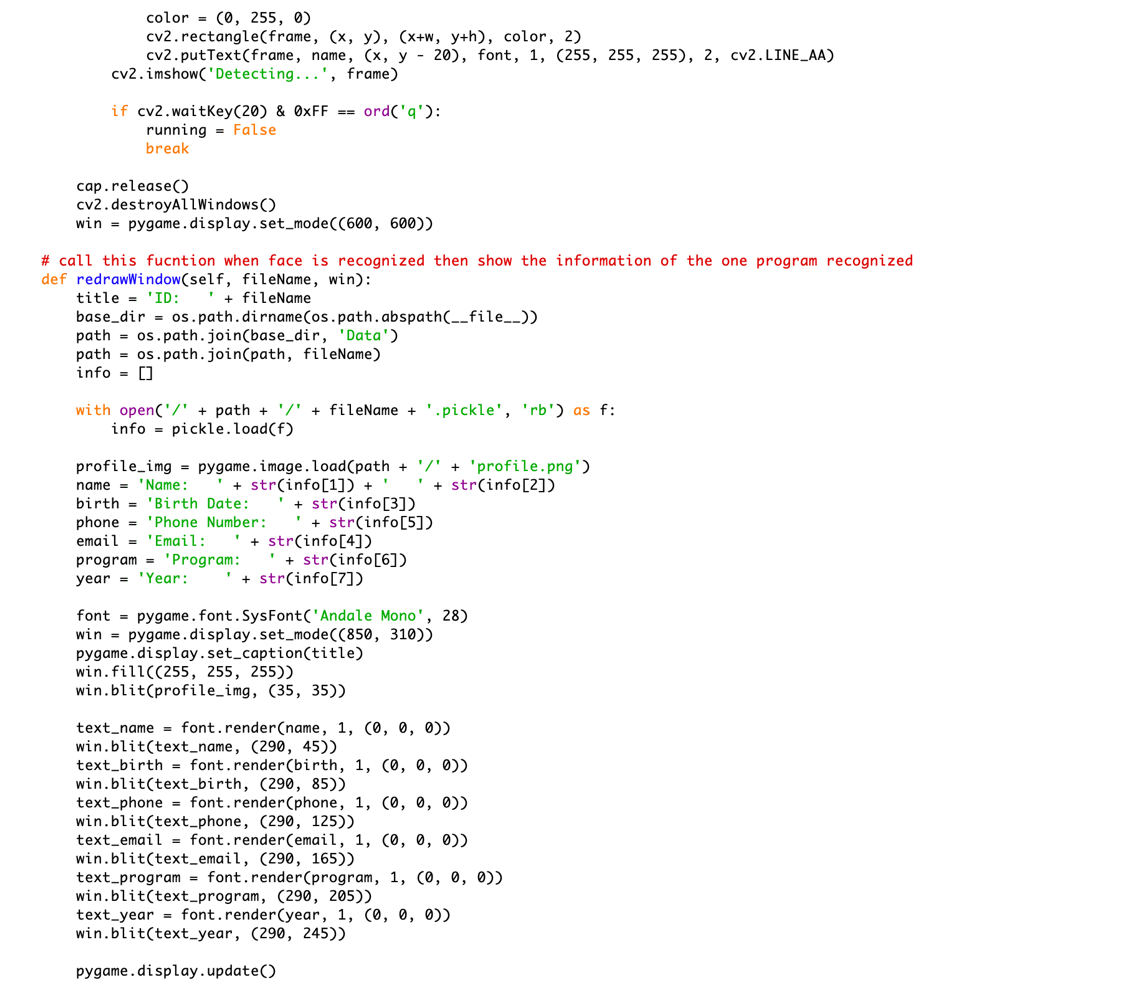 color = (0, 255, 0)
            cv2.rectangle(frame, (x, y), (x+w, y+h), color, 2)
            cv2.putText(frame, name, (x, y - 20), font, 1, (255, 255, 255), 2, cv2.LINE_AA)
        cv2.imshow('Detecting...', frame)

        if cv2.waitKey(20) & 0xFF == ord('q'):
            running = False
            break

    cap.release()
    cv2.destroyAllWindows()
    win = pygame.display.set_mode((600, 600))

# call this fucntion when face is recognized then show the information of the one program recognized
def redrawWindow(self, fileName, win):
    title = 'ID:   ' + fileName
    base_dir = os.path.dirname(os.path.abspath(__file__))
    path = os.path.join(base_dir, 'Data')
    path = os.path.join(path, fileName)
    info = []

    with open('/' + path + '/' + fileName + '.pickle', 'rb') as f:
        info = pickle.load(f)

    profile_img = pygame.image.load(path + '/' + 'profile.png')
    name = 'Name:   ' + str(info[1]) + '   ' + str(info[2])
    birth = 'Birth Date:   ' + str(info[3])
    phone = 'Phone Number:   ' + str(info[5])
    email = 'Email:   ' + str(info[4])
    program = 'Program:   ' + str(info[6])
    year = 'Year:    ' + str(info[7])

    font = pygame.font.SysFont('Andale Mono', 28)
    win = pygame.display.set_mode((850, 310))
    pygame.display.set_caption(title)
    win.fill((255, 255, 255))
    win.blit(profile_img, (35, 35))

    text_name = font.render(name, 1, (0, 0, 0))
    win.blit(text_name, (290, 45))
    text_birth = font.render(birth, 1, (0, 0, 0))
    win.blit(text_birth, (290, 85))
    text_phone = font.render(phone, 1, (0, 0, 0))
    win.blit(text_phone, (290, 125))
    text_email = font.render(email, 1, (0, 0, 0))
    win.blit(text_email, (290, 165))
    text_program = font.render(program, 1, (0, 0, 0))
    win.blit(text_program, (290, 205))
    text_year = font.render(year, 1, (0, 0, 0))
    win.blit(text_year, (290, 245))

    pygame.display.update()